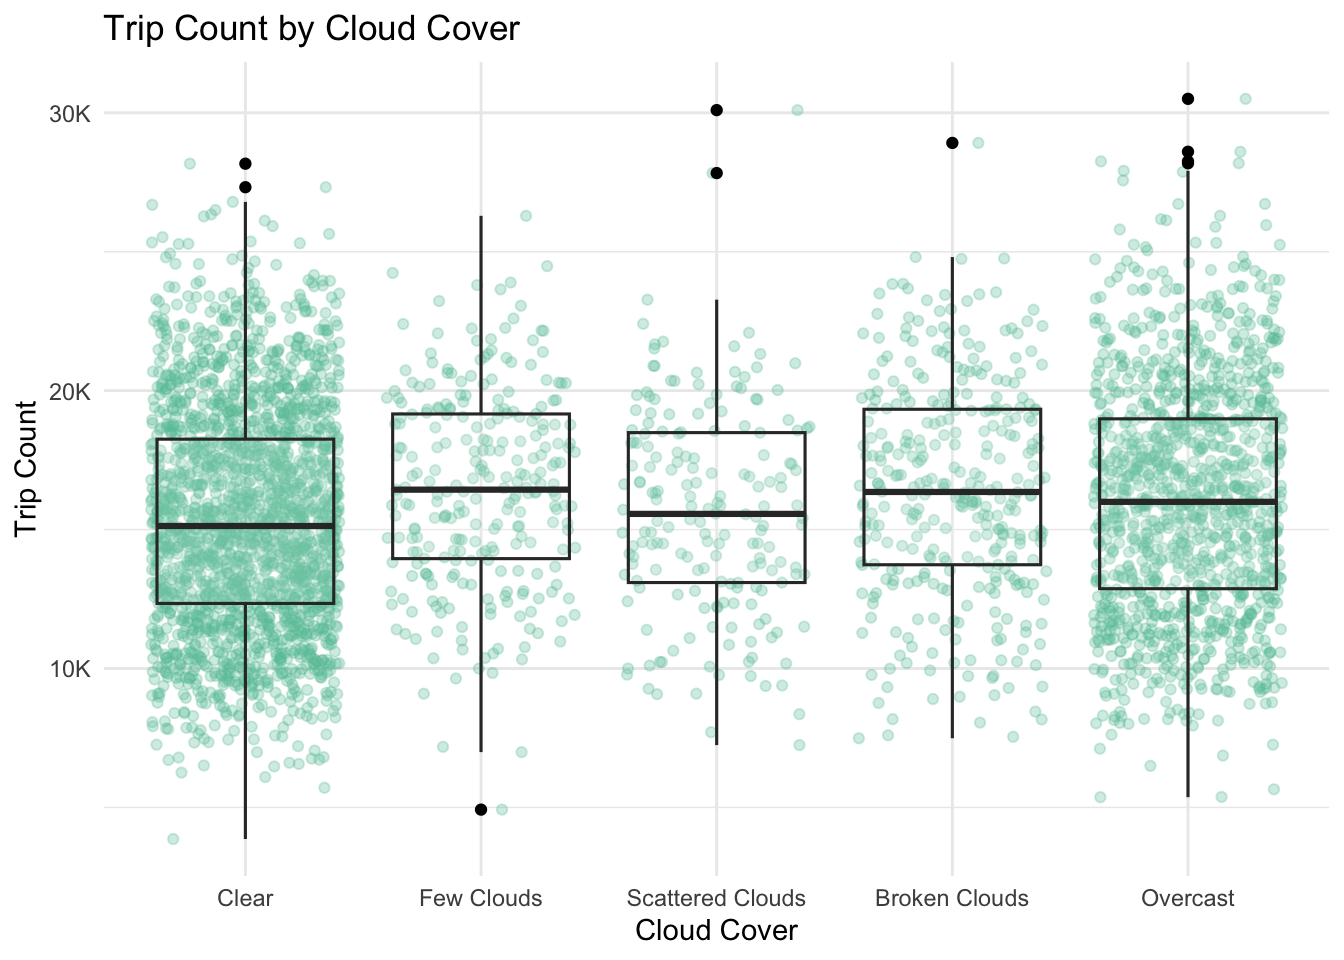 Trip Count by Cloud Cover
30K
20K
10K
Trip Count
Clear
Few Clouds
Scattered Clouds
Broken Clouds
Overcast
Cloud Cover